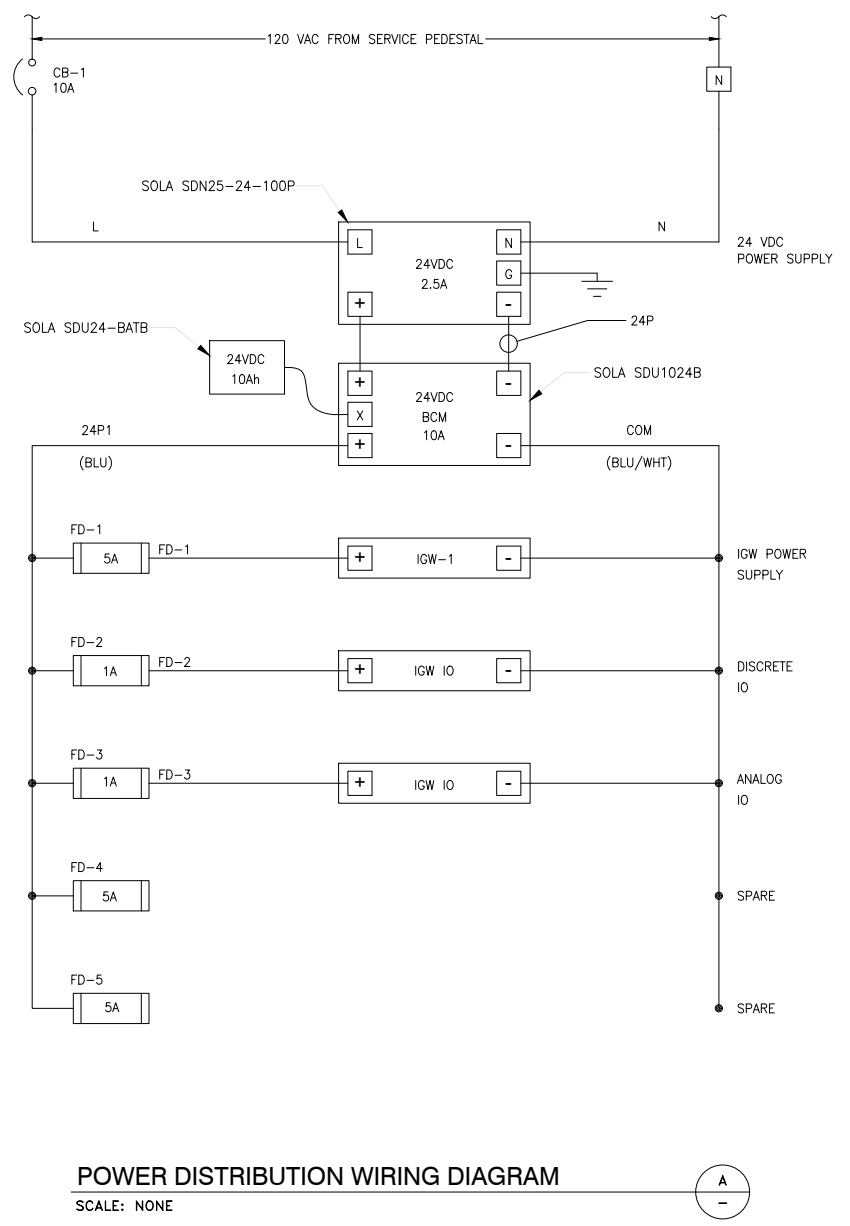 120 VAC FROM SERVICE PEDESTAL
CB-1
10A
N
SOLA SDN25-24-100P
L
N
L
24VDC
2.5A
N
G
+
-
24 VDC
POWER SUPPLY
24P
SOLA SDU24-BATB
24VDC
10Ah
+
X
+
24VDC
BCM
10A
-
-
SOLA SDU1024B
24P1
(BLU)
COM
(BLU/WHT)
FD-1
5A
FD-1
+
IGW-1
-
IGW POWER
SUPPLY
FD-2
1A
FD-2
+
IGW IO
-
DISCRETE
IO
FD-3
1A
FD-3
+
IGW IO
-
ANALOG
IO
FD-4
5A
SPARE
FD-5
5A
SPARE
POWER DISTRIBUTION WIRING DIAGRAM
SCALE: NONE
A
-